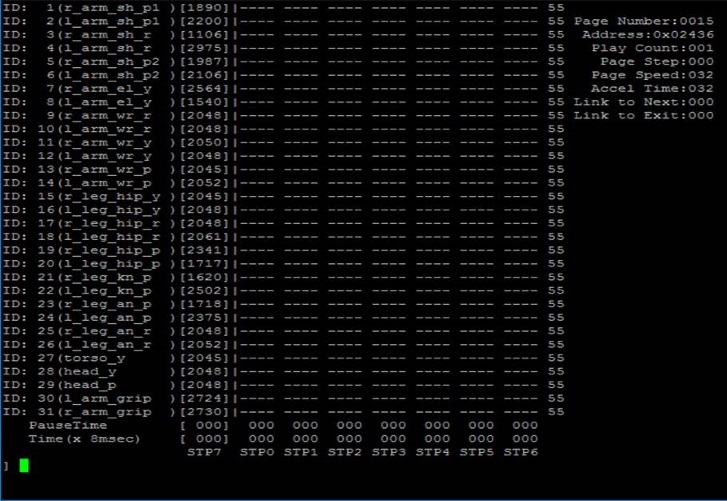 ID:  1(r_arm_sh_p1)[1890]|---- ---- ---- ---- ---- ---- ---- 55
ID:  2(l_arm_sh_p1)[2200]|---- ---- ---- ---- ---- ---- ---- 55 Page Number:0015
ID:  3(r_arm_sh_r )[1106]|---- ---- ---- ---- ---- ---- ---- 55 Address:0x02436
ID:  4(l_arm_sh_r )[2975]|---- ---- ---- ---- ---- ---- ---- 55 Play Count:001
ID:  5(r_arm_sh_p2)[1987]|---- ---- ---- ---- ---- ---- ---- 55 Page Step:000
ID:  6(l_arm_sh_p2)[2106]|---- ---- ---- ---- ---- ---- ---- 55 Page Speed:032
ID:  7(r_arm_el_y )[2564]|---- ---- ---- ---- ---- ---- ---- 55 Accel Time:032
ID:  8(l_arm_el_y )[1540]|---- ---- ---- ---- ---- ---- ---- 55 Link to Next:000
ID:  9(r_arm_wr_r )[2048]|---- ---- ---- ---- ---- ---- ---- 55 Link to Exit:000
ID: 10(l_arm_wr_r )[2048]|---- ---- ---- ---- ---- ---- ---- 55
ID: 11(r_arm_wr_y )[2050]|---- ---- ---- ---- ---- ---- ---- 55
ID: 12(l_arm_wr_y )[2048]|---- ---- ---- ---- ---- ---- ---- 55
ID: 13(r_arm_wr_p )[2045]|---- ---- ---- ---- ---- ---- ---- 55
ID: 14(l_arm_wr_p )[2052]|---- ---- ---- ---- ---- ---- ---- 55
ID: 15(r_leg_hip_y )[2045]|---- ---- ---- ---- ---- ---- ---- 55
ID: 16(l_leg_hip_y )[2048]|---- ---- ---- ---- ---- ---- ---- 55
ID: 17(r_leg_hip_r )[2048]|---- ---- ---- ---- ---- ---- ---- 55
ID: 18(l_leg_hip_r )[2061]|---- ---- ---- ---- ---- ---- ---- 55
ID: 19(r_leg_hip_p )[2341]|---- ---- ---- ---- ---- ---- ---- 55
ID: 20(l_leg_hip_p )[1717]|---- ---- ---- ---- ---- ---- ---- 55
ID: 21(r_leg_kn_p )[1620]|---- ---- ---- ---- ---- ---- ---- 55
ID: 22(l_leg_kn_p )[2502]|---- ---- ---- ---- ---- ---- ---- 55
ID: 23(r_leg_an_p )[1718]|---- ---- ---- ---- ---- ---- ---- 55
ID: 24(l_leg_an_p )[2375]|---- ---- ---- ---- ---- ---- ---- 55
ID: 25(r_leg_an_r )[2048]|---- ---- ---- ---- ---- ---- ---- 55
ID: 26(l_leg_an_r )[2052]|---- ---- ---- ---- ---- ---- ---- 55
ID: 27(torso_y )[2045]|---- ---- ---- ---- ---- ---- ---- 55
ID: 28(head_y )[2048]|---- ---- ---- ---- ---- ---- ---- 55
ID: 29(head_p )[2048]|---- ---- ---- ---- ---- ---- ---- 55
ID: 30(l_arm_grip )[2724]|---- ---- ---- ---- ---- ---- ---- 55
ID: 31(r_arm_grip )[2730]|---- ---- ---- ---- ---- ---- ---- 55
PauseTime [ 000] 000 000 000 000 000 000 000
Time(x 8msec) [ 000] 000 000 000 000 000 000 000
STP7 STP0 STP1 STP2 STP3 STP4 STP5 STP6
]